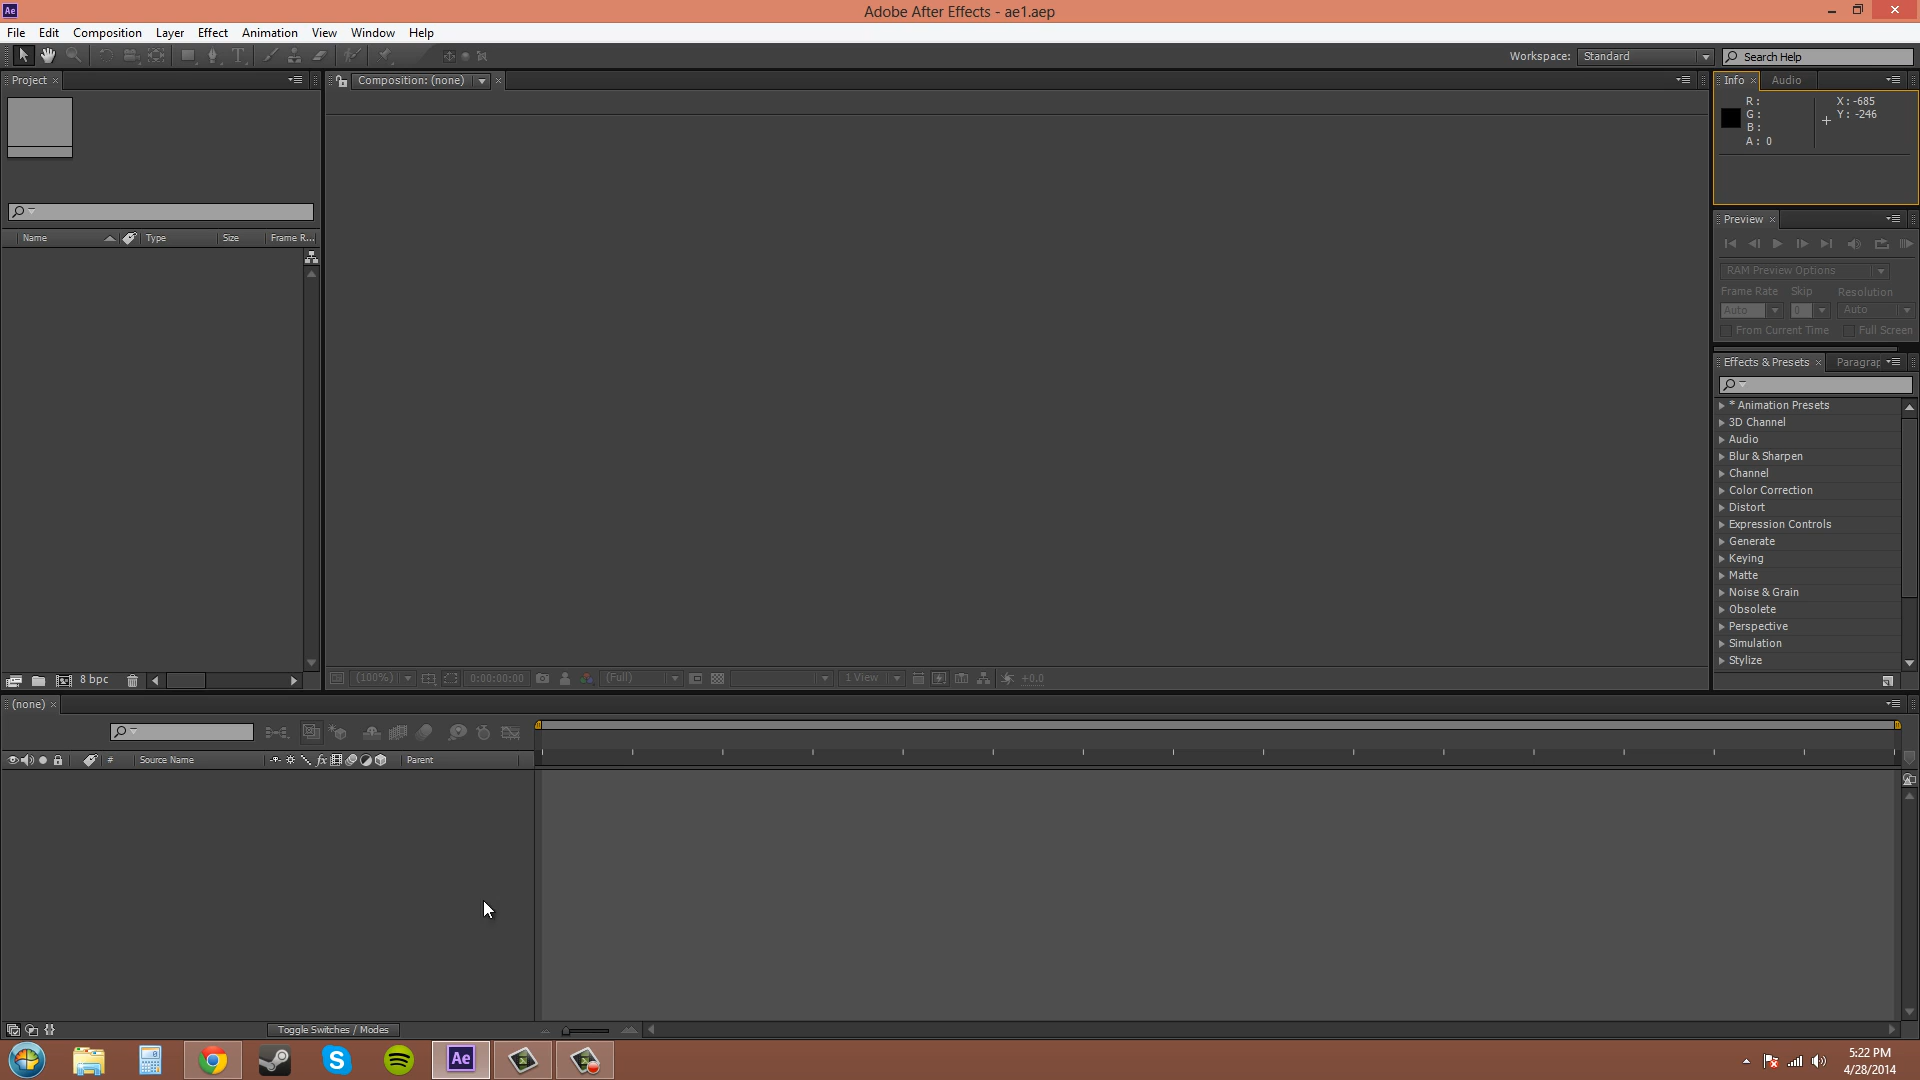 Ae
Adobe After Effects - ae1.aep
File Edit Composition Layer Effect Animation View Window Help
Workspace: Standard
Search Help
Project
Composition: (none)
Info Audio
R :
G :
B :
A : 0
X : -685
Y : -246
Name Type Size Frame R...
Preview
RAM Preview Options
Frame Rate Skip Resolution
Auto 0 Auto
From Current Time Full Screen
Effects & Presets Paragrap
* Animation Presets
3D Channel
Audio
Blur & Sharpen
Channel
Color Correction
Distort
Expression Controls
Generate
Keying
Matte
Noise & Grain
Obsolete
Perspective
Simulation
Stylize
8 bpc
(100%) 0:00:00:00 (Full) 1 View +0.0
(none)
# Source Name fx Parent
Toggle Switches / Modes
Ae
5:22 PM
4/28/2014